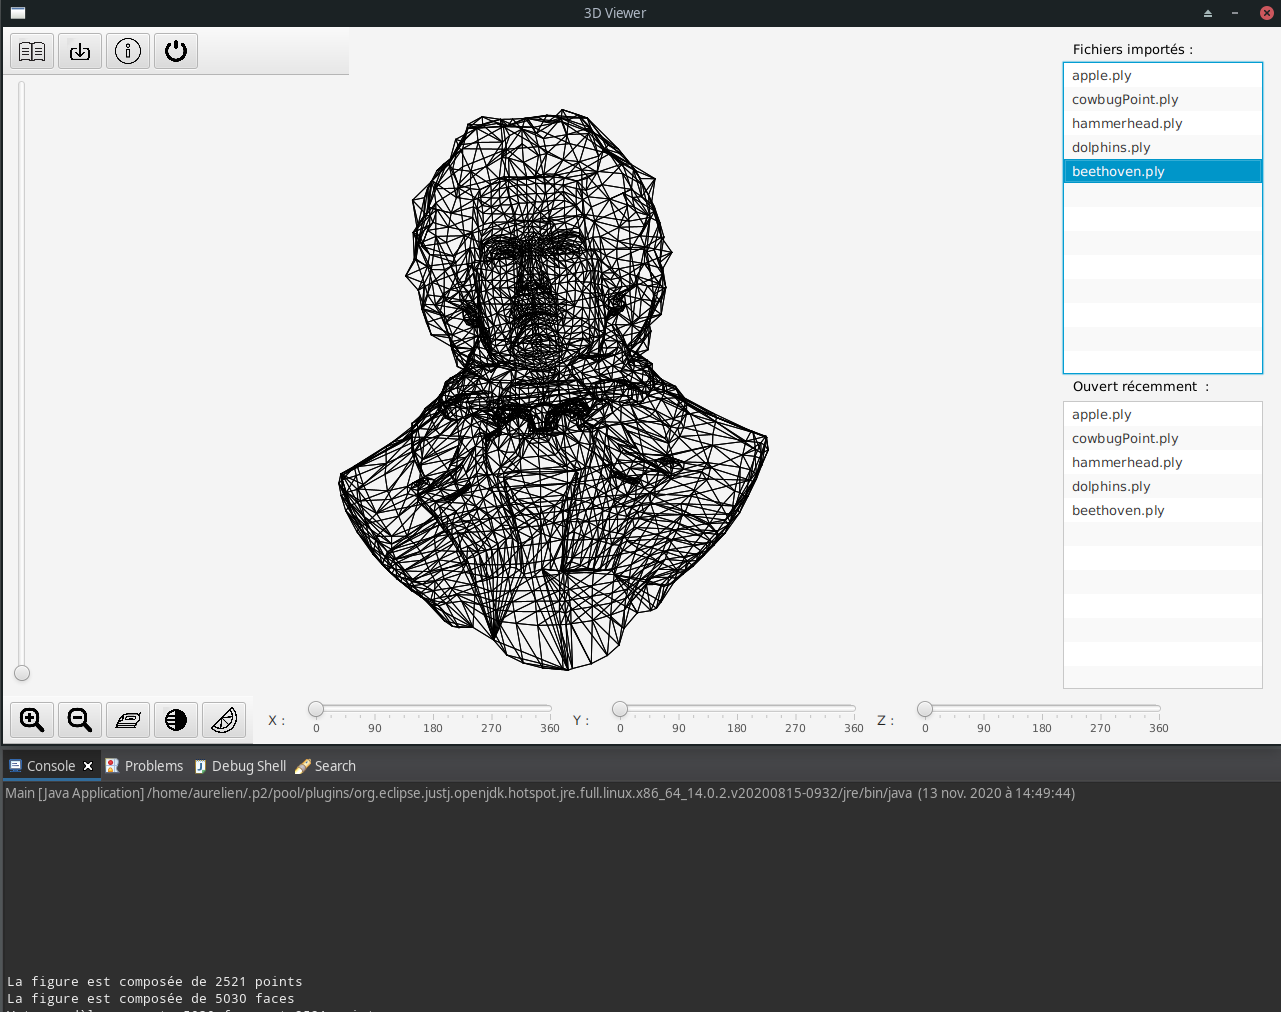 3D Viewer
Fichiers importés :
apple.ply
cowbugPoint.ply
hammerhead.ply
dolphins.ply
beethoven.ply
Ouvert récemment :
apple.ply
cowbugPoint.ply
hammerhead.ply
dolphins.ply
beethoven.ply
X :
0 90 180 270 360
Y :
0 90 180 270 360
Z :
0 90 180 270 360
Console Problems Debug Shell Search
Main [Java Application] /home/aurelien/.p2/pool/plugins/org.eclipse.justj.openjdk.hotspot.jre.full.linux.x86_64_14.0.2.v20200815-0932/jre/bin/java (13 nov. 2020 à 14:49:44)
La figure est composée de 2521 points
La figure est composée de 5030 faces